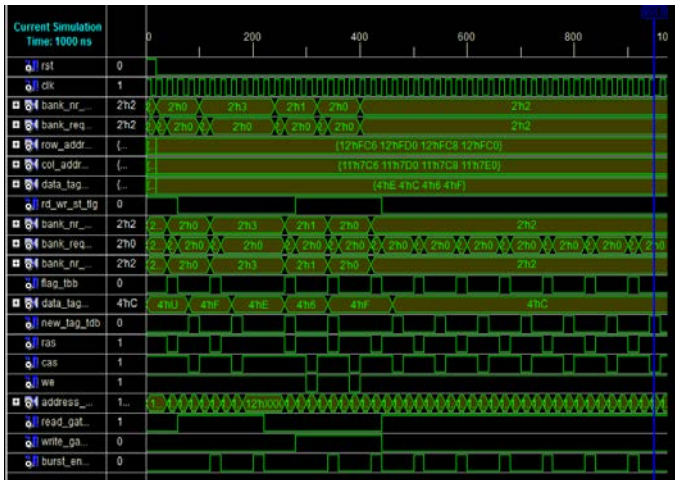 Current Simulation
Time: 1000 ns
0 200 400 600 800 10
rst 0
clk 1
bank_nr_... 2'h2 2'h0 2'h3 2'h1 2'h0 2'h2
bank_req... 2'h2 2'h0 2'h0 2'h0 2'h0 2'h2
row_addr... {... {12'hFC6 12'hFD0 12'hFC8 12'hFC0}
col_addr... {... {11'h7C6 11'h7D0 11'h7C8 11'h7E0}
data_tag... {... {4'hE 4'hC 4'h6 4'hF}
rd_wr_st_flg 0
bank_nr_... 2'h2 2... 2'h0 2'h3 2'h1 2'h0 2'h2
bank_req... 2'h0 2... 2'h0 2'h0 2'h0 2'h0 2'h0 2'h0 2'h0 2'h0 2'h0
bank_nr_... 2'h2 2... 2'h0 2'h3 2'h1 2'h0 2'h2
flag_tbb 0
data_tag... 4'hC 4'hU 4'hF 4'hE 4'h6 4'hF 4'hC
new_tag_tdb 0
ras 1
cas 1
we 1
address_... 1... 1... 12'hXXX
read_gat... 1
write_ga... 0
burst_en... 0